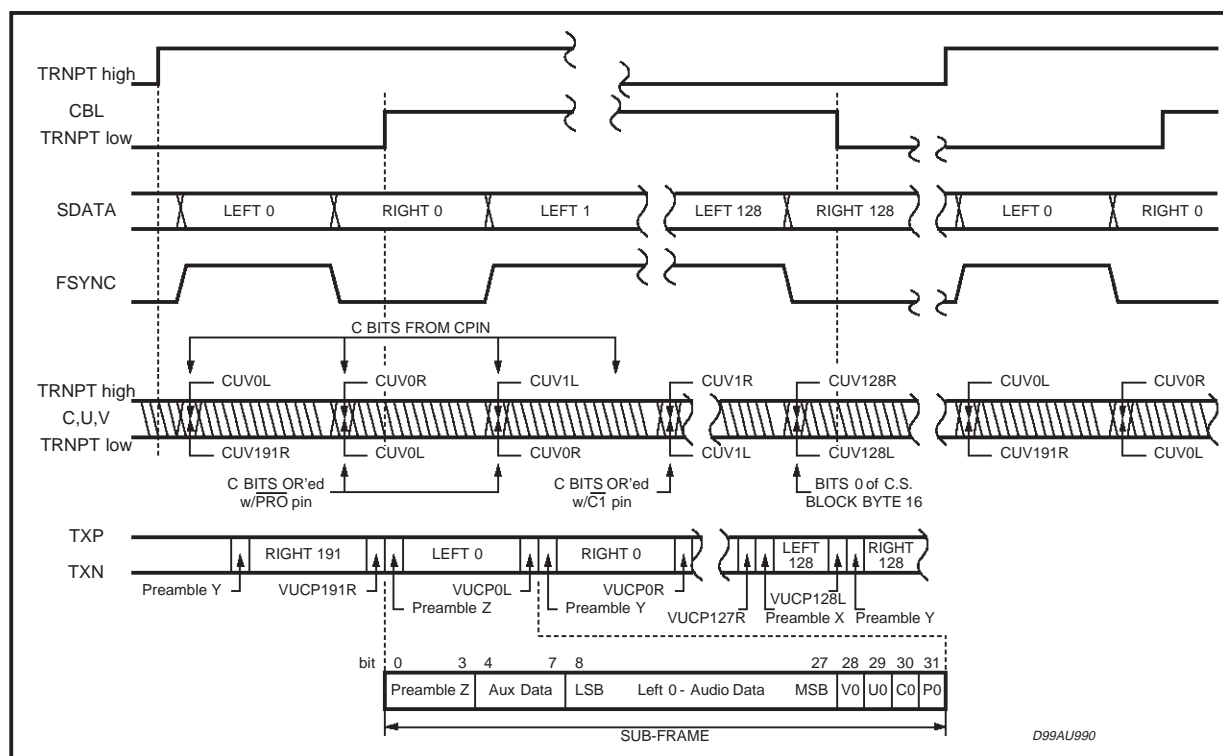 TRNPT high
CBL
TRNPT low
SDATA
LEFT 0
RIGHT 0
LEFT 1
LEFT 128
RIGHT 128
LEFT 0
RIGHT 0
FSYNC
C BITS FROM CPIN
TRNPT high
CUV0L
CUV0R
CUV1L
CUV1R
CUV128R
CUV0L
CUV0R
C,U,V
TRNPT low
CUV191R
CUV0L
CUV0R
CUV1L
CUV128L
CUV191R
CUV0L
C BITS OR'ed
w/PRO pin
C BITS OR'ed
w/C1 pin
BITS 0 of C.S.
BLOCK BYTE 16
TXP
TXN
RIGHT 191
LEFT 0
RIGHT 0
LEFT
128
RIGHT
128
Preamble Y
VUCP191R
Preamble Z
VUCP0L
Preamble Y
VUCP0R
VUCP127R
Preamble X
VUCP128L
Preamble Y
bit 0 3 4 7 8 27 28 29 30 31
Preamble Z Aux Data LSB Left 0 - Audio Data MSB V0 U0 C0 P0
SUB-FRAME
D99AU990